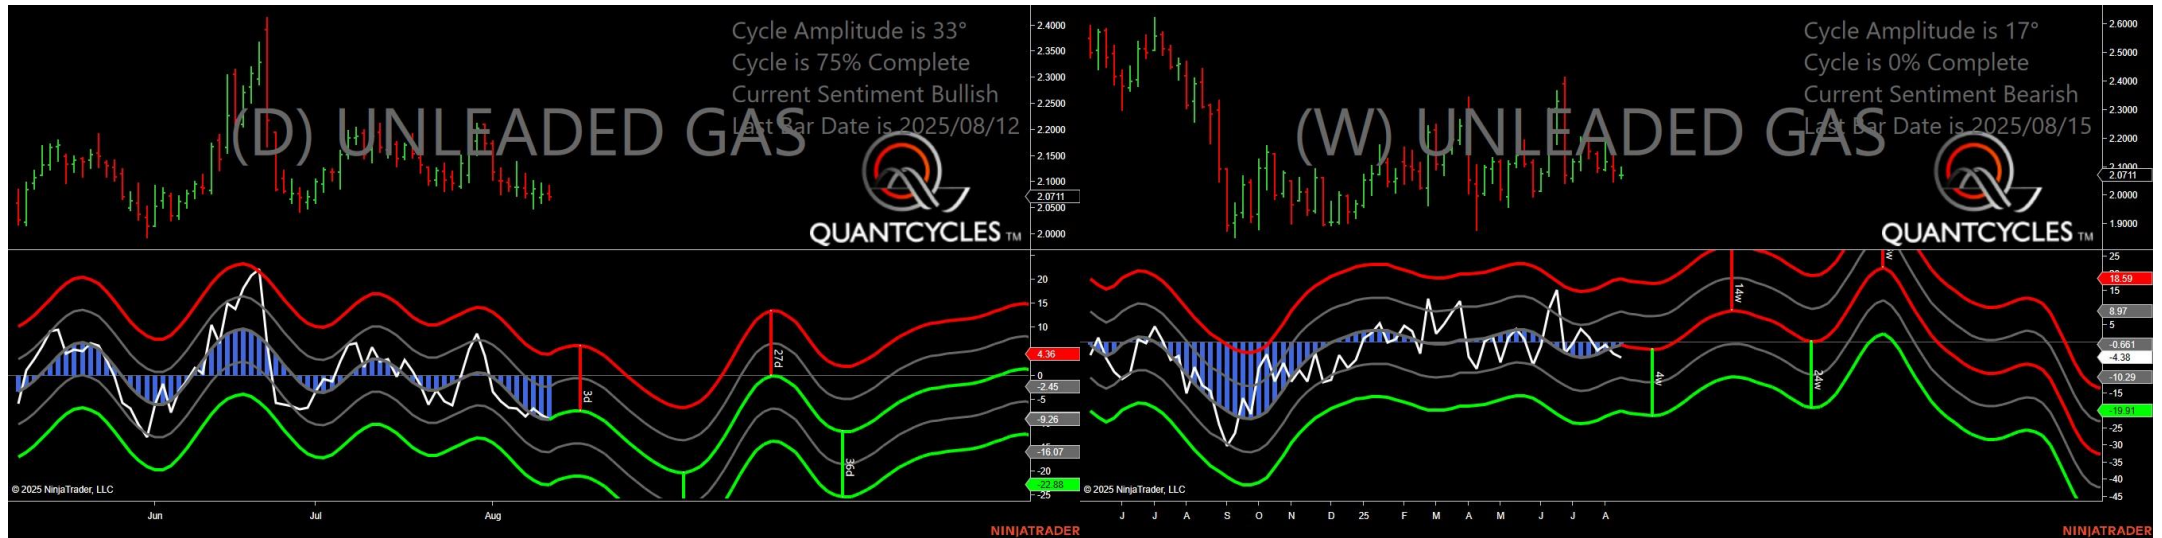 Cycle Amplitude is 33°
Cycle is 75% Complete
Current Sentiment Bullish
Last Bar Date is 2025/08/12
(D) UNLEADED GAS
QUANTCYCLES TM
2.4000
2.3500
2.3000
2.2500
2.2000
2.1500
2.1000
2.0711
2.0500
2.0000
20
15
10
4.36
0
-2.45
-5
-9.26
-16.07
-20
-22.88
-25
3d
27d
36d
© 2025 NinjaTrader, LLC
Jun
Jul
Aug
NINJATRADER
Cycle Amplitude is 17°
Cycle is 0% Complete
Current Sentiment Bearish
Last Bar Date is 2025/08/15
(W) UNLEADED GAS
QUANTCYCLES TM
2.6000
2.5000
2.4000
2.3000
2.2000
2.1000
2.0711
2.0000
1.9000
25
18.59
15
8.97
5
-0.661
-4.38
-10.29
-15
-19.91
-25
-30
-35
-40
-45
4w
14w
24w
© 2025 NinjaTrader, LLC
J J A S O N D 25 F M A M J J A
NINJATRADER